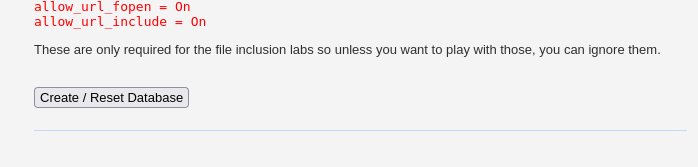 allow_url_fopen = On
allow_url_include = On
These are only required for the file inclusion labs so unless you want to play with those, you can ignore them.
Create / Reset Database